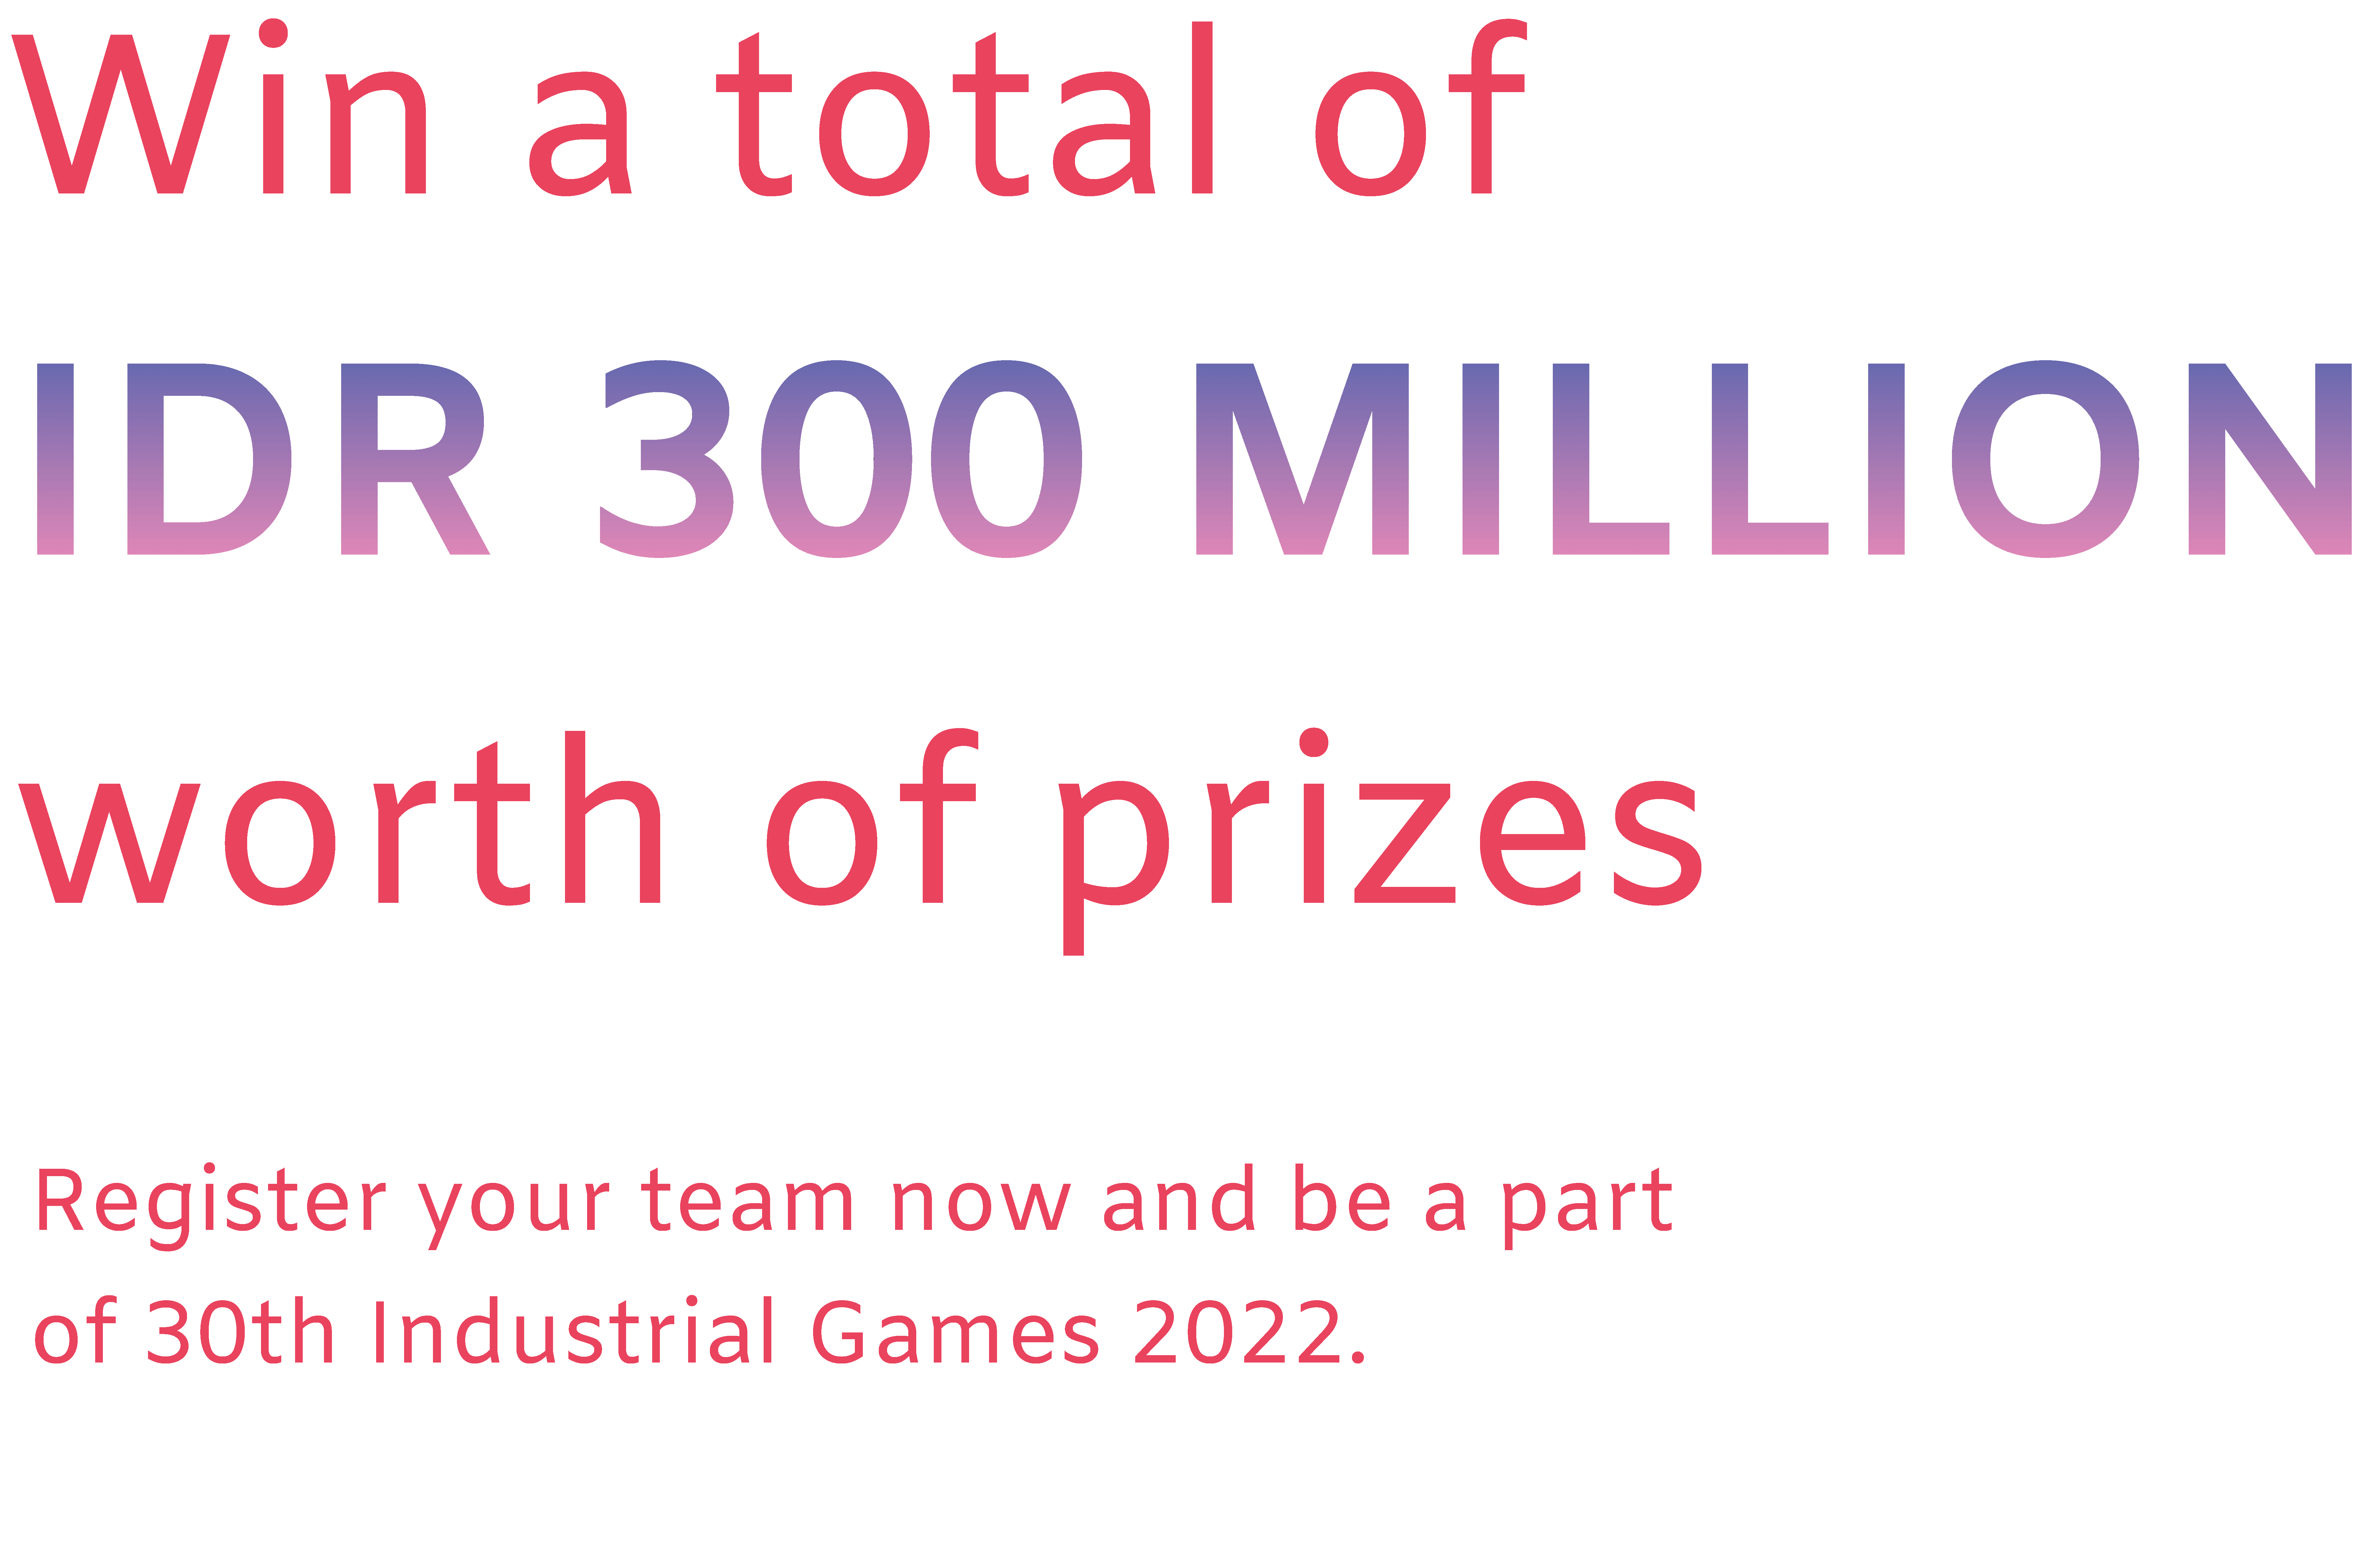 Win a total of
IDR 300 MILLION
worth of prizes
Register your team now and be a part
of 30th Industrial Games 2022.